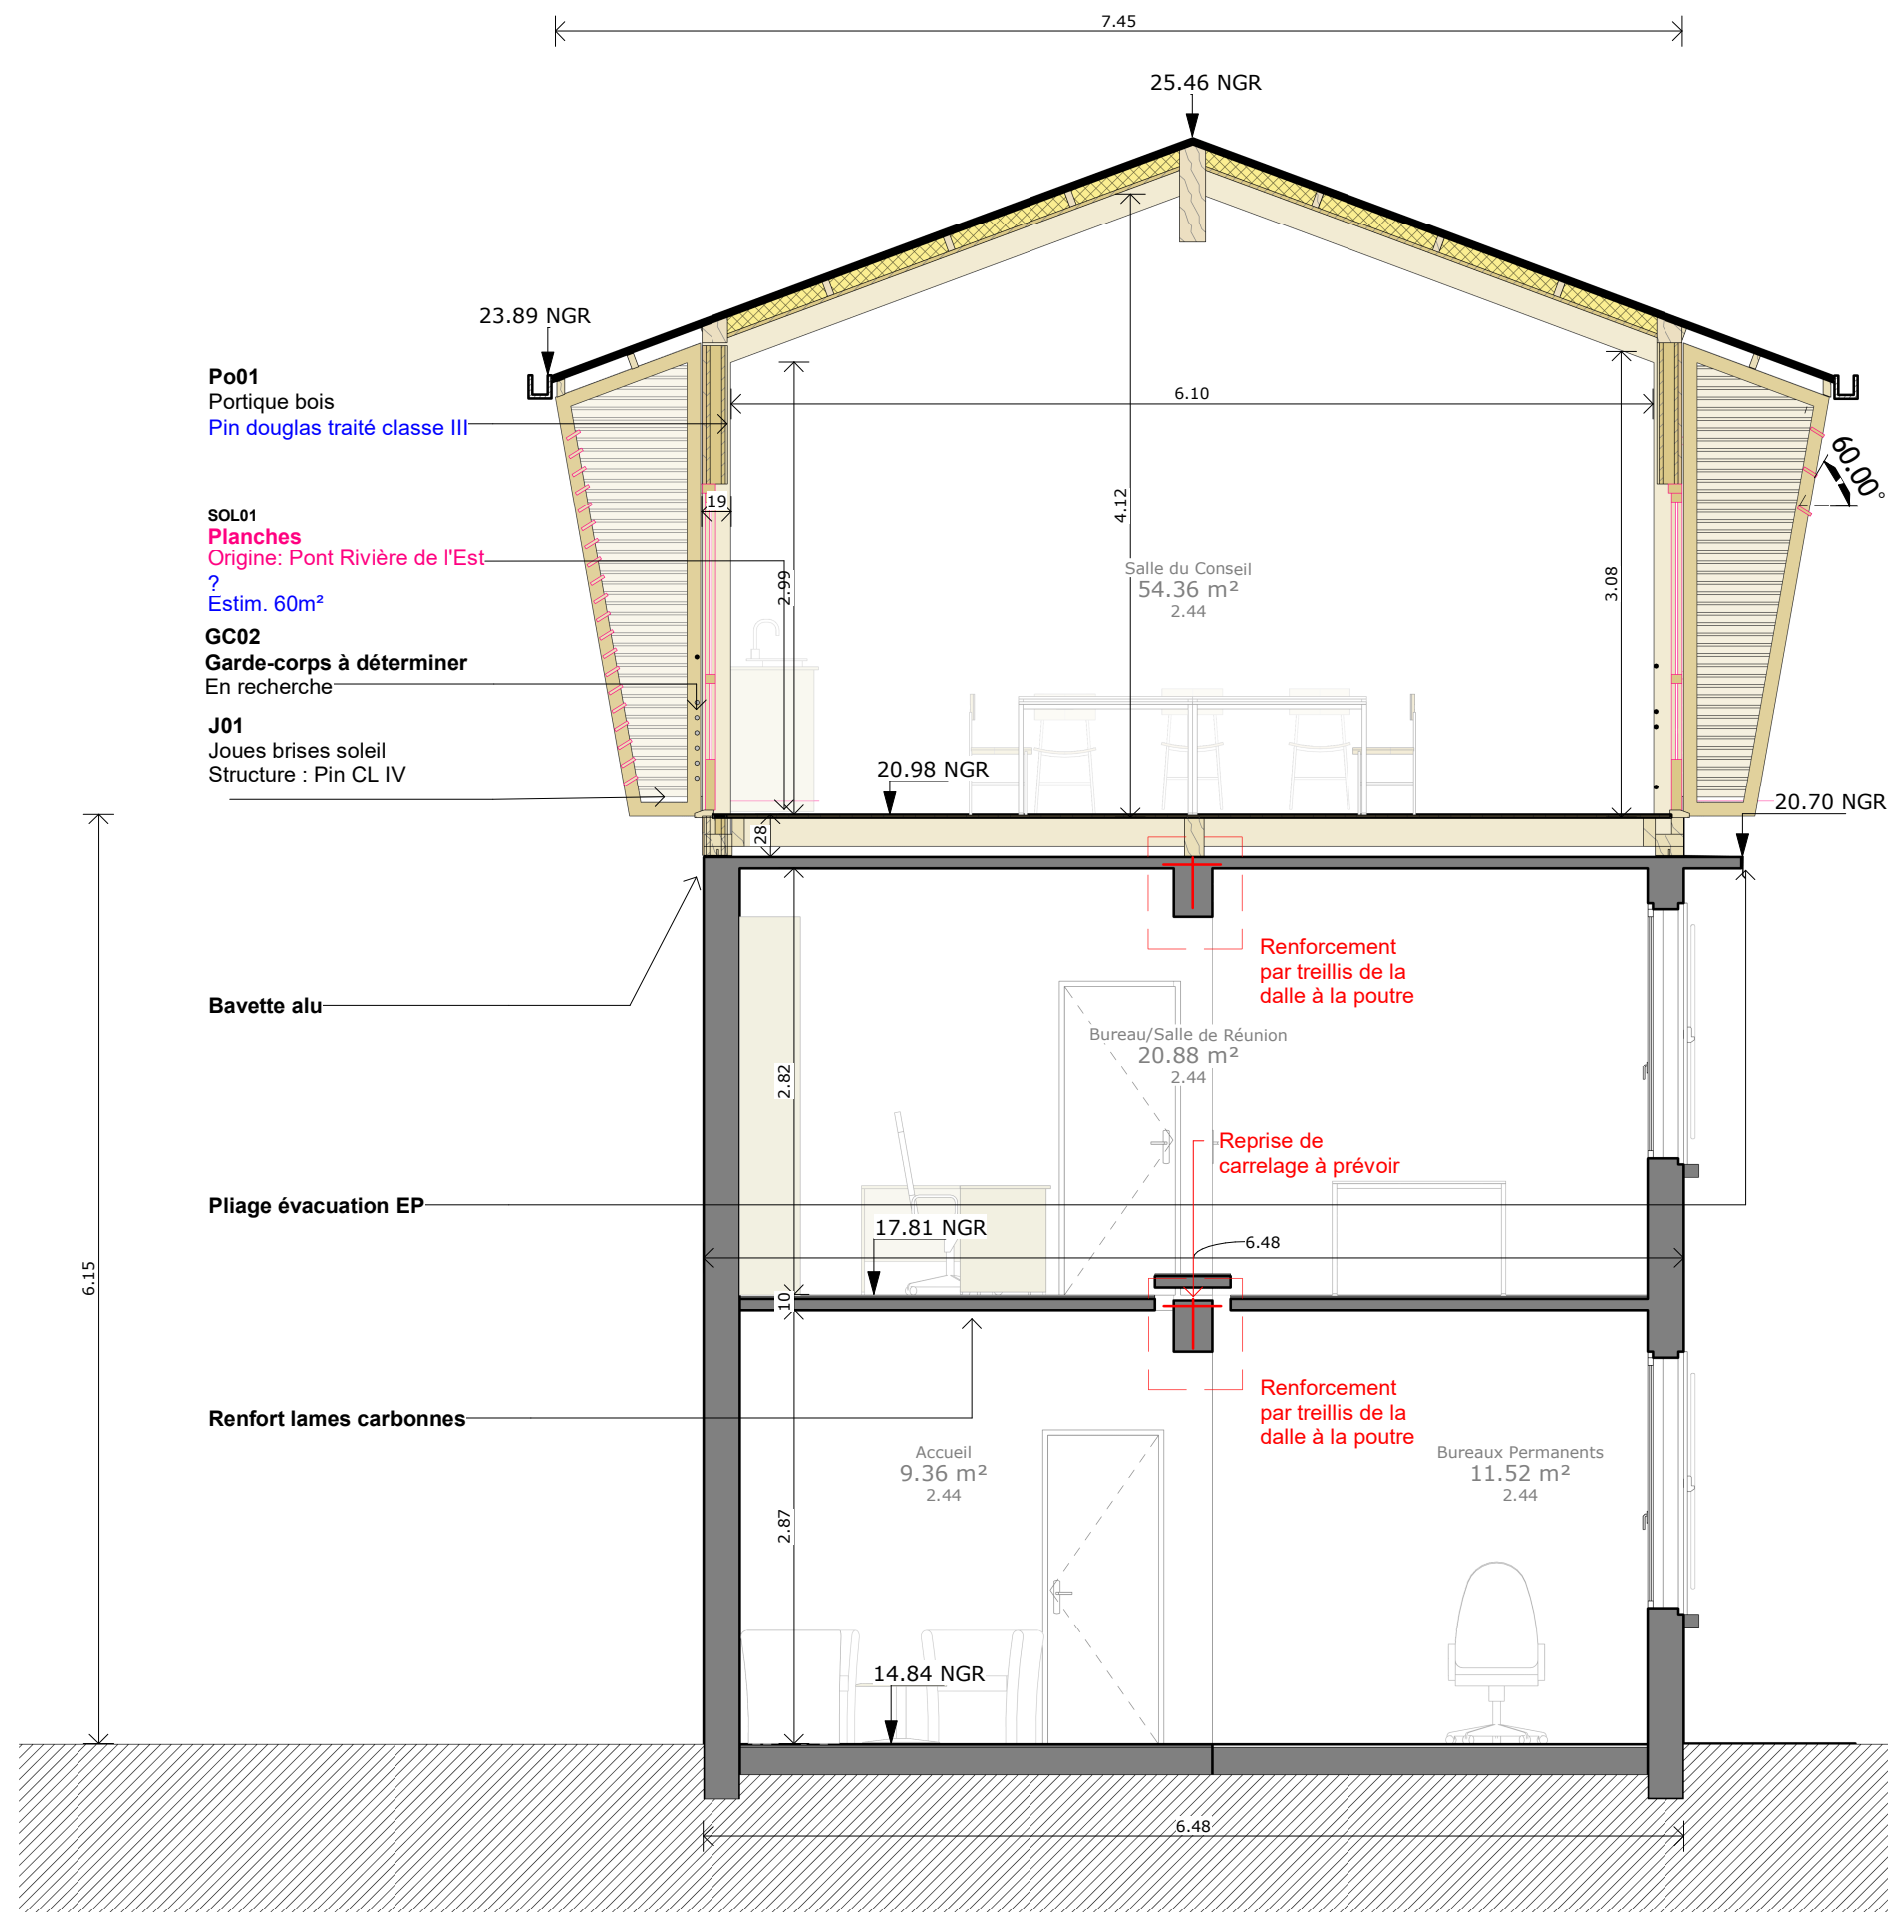 7.45
25.46 NGR
23.89 NGR
Po01
Portique bois
Pin douglas traité classe III
6.10
60.00°
19
4.12
SOL01
Planches
Origine: Pont Rivière de l'Est
?
Estim. 60m²
2.99
3.08
Salle du Conseil
54.36 m²
2.44
GC02
Garde-corps à déterminer
En recherche
J01
Joues brises soleil
Structure : Pin CL IV
20.98 NGR
20.70 NGR
28
Renforcement
par treillis de la
dalle à la poutre
Bavette alu
Bureau/Salle de Réunion
20.88 m²
2.44
2.82
Reprise de
carrelage à prévoir
Pliage évacuation EP
17.81 NGR
6.48
6.15
10
Renforcement
par treillis de la
dalle à la poutre
Renfort lames carbonnes
Accueil
9.36 m²
2.44
Bureaux Permanents
11.52 m²
2.44
2.87
14.84 NGR
6.48